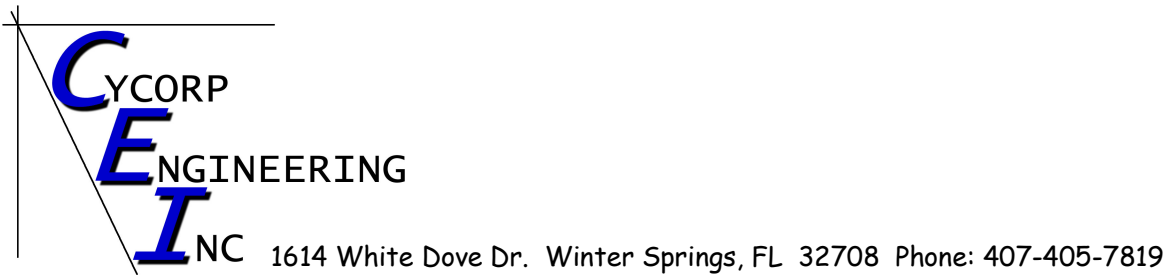 CYCORP
ENGINEERING
INC 1614 White Dove Dr. Winter Springs, FL 32708 Phone: 407-405-7819